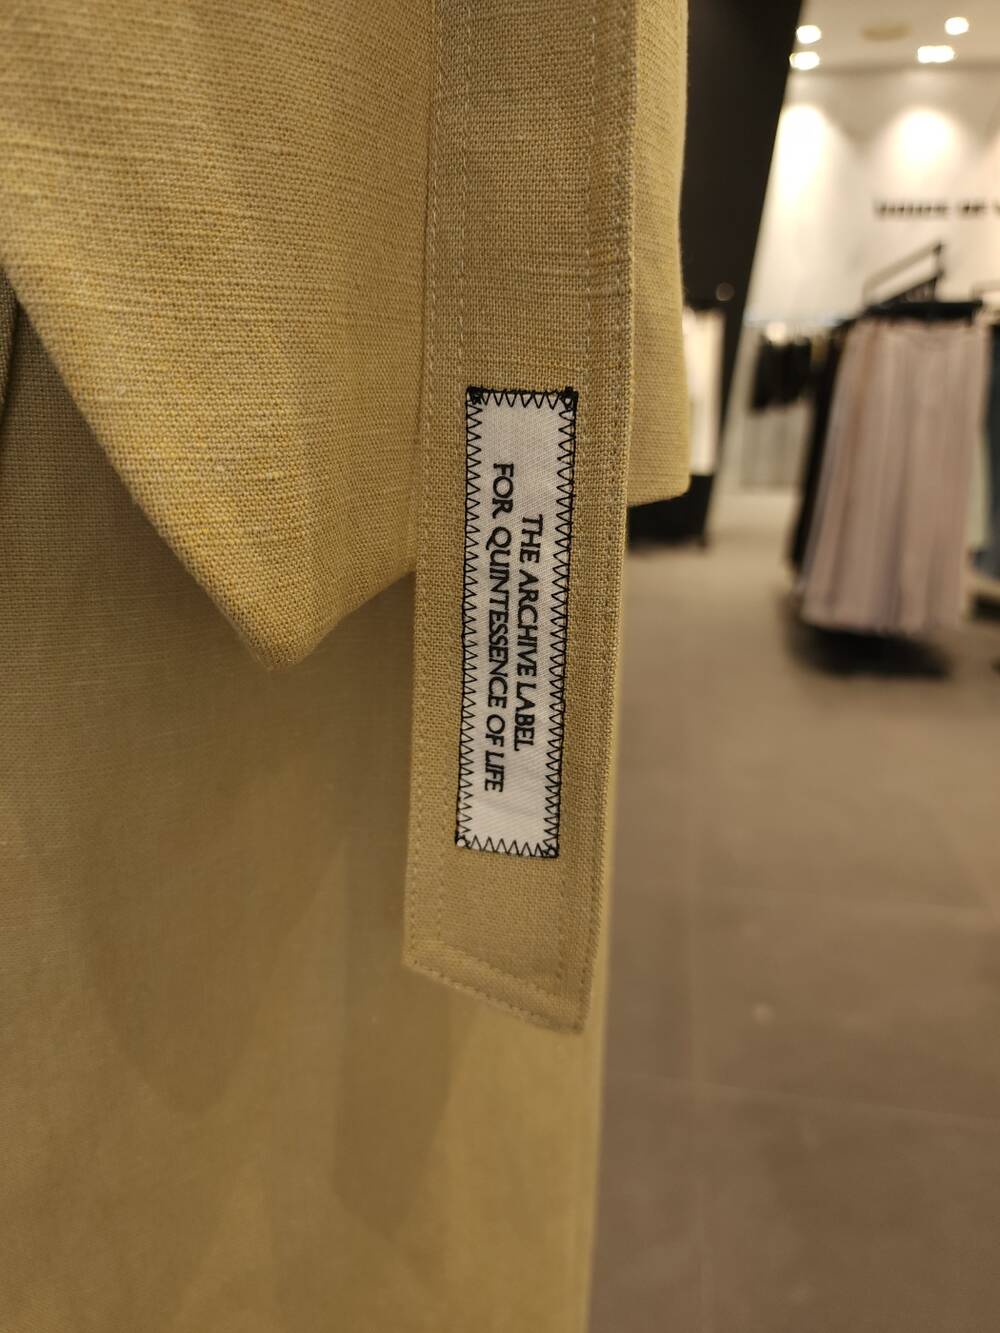 THE ARCHIVE LABEL
FOR QUINTESSENCE OF LIFE